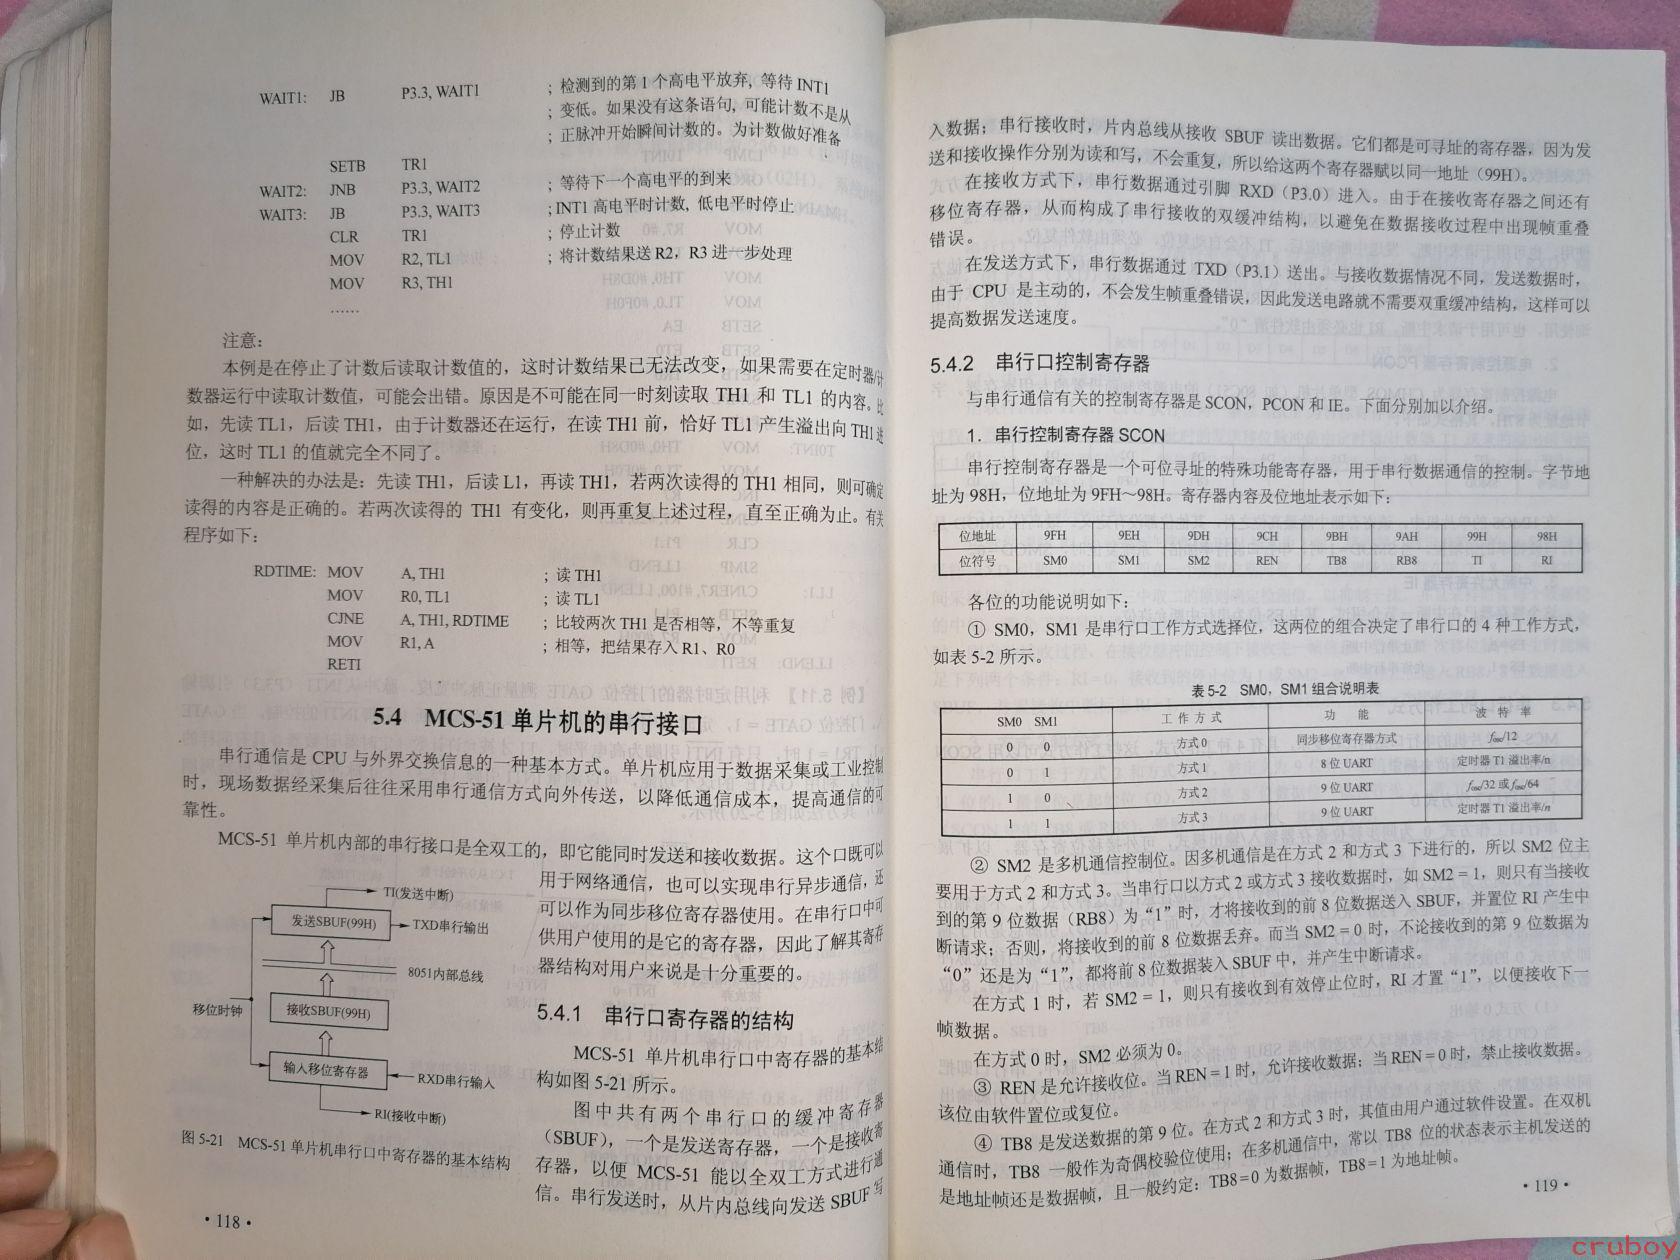 WAIT1: JB P3.3, WAIT1 ; 检测到的第1个高电平放弃, 等待 INT1
; 变低。如果没有这条语句, 可能计数不是从
; 正脉冲开始瞬间计数的。为计数做好准备
SETB TR1
WAIT2: JNB P3.3, WAIT2 ; 等待下一个高电平的到来
WAIT3: JB P3.3, WAIT3 ; INT1 高电平时计数, 低电平时停止
CLR TR1 ; 停止计数
MOV R2, TL1 ; 将计数结果送 R2，R3 进一步处理
MOV R3, TH1
……
注意：
本例是在停止了计数后读取计数值的，这时计数结果已无法改变，如果需要在定时器/计
数器运行中读取计数值，可能会出错。原因是不可能在同一时刻读取 TH1 和 TL1 的内容。比
如，先读 TL1，后读 TH1，由于计数器还在运行，在读 TH1 前，恰好 TL1 产生溢出向 TH1 进
位，这时 TL1 的值就完全不同了。
一种解决的办法是：先读 TH1，后读 L1，再读 TH1，若两次读得的 TH1 相同，则可确定
读得的内容是正确的。若两次读得的 TH1 有变化，则再重复上述过程，直至正确为止。有关
程序如下：
RDTIME: MOV A, TH1 ; 读 TH1
MOV R0, TL1 ; 读 TL1
CJNE A, TH1, RDTIME ; 比较两次 TH1 是否相等，不等重复
MOV R1, A ; 相等，把结果存入 R1、R0
RETI
5.4 MCS-51 单片机的串行接口
串行通信是 CPU 与外界交换信息的一种基本方式。单片机应用于数据采集或工业控制
时，现场数据经采集后往往采用串行通信方式向外传送，以降低通信成本，提高通信的可
靠性。
MCS-51 单片机内部的串行接口是全双工的，即它能同时发送和接收数据。这个口既可以
用于网络通信，也可以实现串行异步通信，还
可以作为同步移位寄存器使用。在串行口中可
供用户使用的是它的寄存器，因此了解其寄存
器结构对用户来说是十分重要的。
TI(发送中断)
发送SBUF(99H)
TXD串行输出
8051内部总线
移位时钟
接收SBUF(99H)
输入移位寄存器
RXD串行输入
RI(接收中断)
图 5-21 MCS-51 单片机串行口中寄存器的基本结构
5.4.1 串行口寄存器的结构
MCS-51 单片机串行口中寄存器的基本结
构如图 5-21 所示。
图中共有两个串行口的缓冲寄存器
（SBUF），一个是发送寄存器，一个是接收寄
存器，以便 MCS-51 能以全双工方式进行通
信。串行发送时，从片内总线向发送 SBUF 写
·118·
入数据；串行接收时，片内总线从接收 SBUF 读出数据。它们都是可寻址的寄存器，因为发
送和接收操作分别为读和写，不会重复，所以给这两个寄存器赋以同一地址（99H）。
在接收方式下，串行数据通过引脚 RXD（P3.0）进入。由于在接收寄存器之间还有
移位寄存器，从而构成了串行接收的双缓冲结构，以避免在数据接收过程中出现帧重叠
错误。
在发送方式下，串行数据通过 TXD（P3.1）送出。与接收数据情况不同，发送数据时，
由于 CPU 是主动的，不会发生帧重叠错误，因此发送电路就不需要双重缓冲结构，这样可以
提高数据发送速度。
5.4.2 串行口控制寄存器
与串行通信有关的控制寄存器是 SCON，PCON 和 IE。下面分别加以介绍。
1. 串行控制寄存器 SCON
串行控制寄存器是一个可位寻址的特殊功能寄存器，用于串行数据通信的控制。字节地
址为 98H，位地址为 9FH～98H。寄存器内容及位地址表示如下：
位地址 9FH 9EH 9DH 9CH 9BH 9AH 99H 98H
位符号 SM0 SM1 SM2 REN TB8 RB8 TI RI
各位的功能说明如下：
① SM0，SM1 是串行口工作方式选择位，这两位的组合决定了串行口的 4 种工作方式，
如表 5-2 所示。
表 5-2 SM0，SM1 组合说明表
SM0 SM1 工作方式 功 能 波 特 率
0 0 方式 0 同步移位寄存器方式 fosc/12
0 1 方式 1 8 位 UART 定时器 T1 溢出率/n
1 0 方式 2 9 位 UART fosc/32 或 fosc/64
1 1 方式 3 9 位 UART 定时器 T1 溢出率/n
② SM2 是多机通信控制位。因多机通信是在方式 2 和方式 3 下进行的，所以 SM2 位主
要用于方式 2 和方式 3。当串行口以方式 2 或方式 3 接收数据时，如 SM2 = 1，则只有当接收
到的第 9 位数据（RB8）为“1”时，才将接收到的前 8 位数据送入 SBUF，并置位 RI 产生中
断请求；否则，将接收到的前 8 位数据丢弃。而当 SM2 = 0 时，不论接收到的第 9 位数据为
“0”还是为“1”，都将前 8 位数据装入 SBUF 中，并产生中断请求。
在方式 1 时，若 SM2 = 1，则只有接收到有效停止位时，RI 才置“1”，以便接收下一
帧数据。
在方式 0 时，SM2 必须为 0。
③ REN 是允许接收位。当 REN = 1 时，允许接收数据；当 REN = 0 时，禁止接收数据。
该位由软件置位或复位。
④ TB8 是发送数据的第 9 位。在方式 2 和方式 3 时，其值由用户通过软件设置。在双机
通信时，TB8 一般作为奇偶校验位使用；在多机通信中，常以 TB8 位的状态表示主机发送的
是地址帧还是数据帧，且一般约定：TB8 = 0 为数据帧，TB8 = 1 为地址帧。
·119·
cruboy